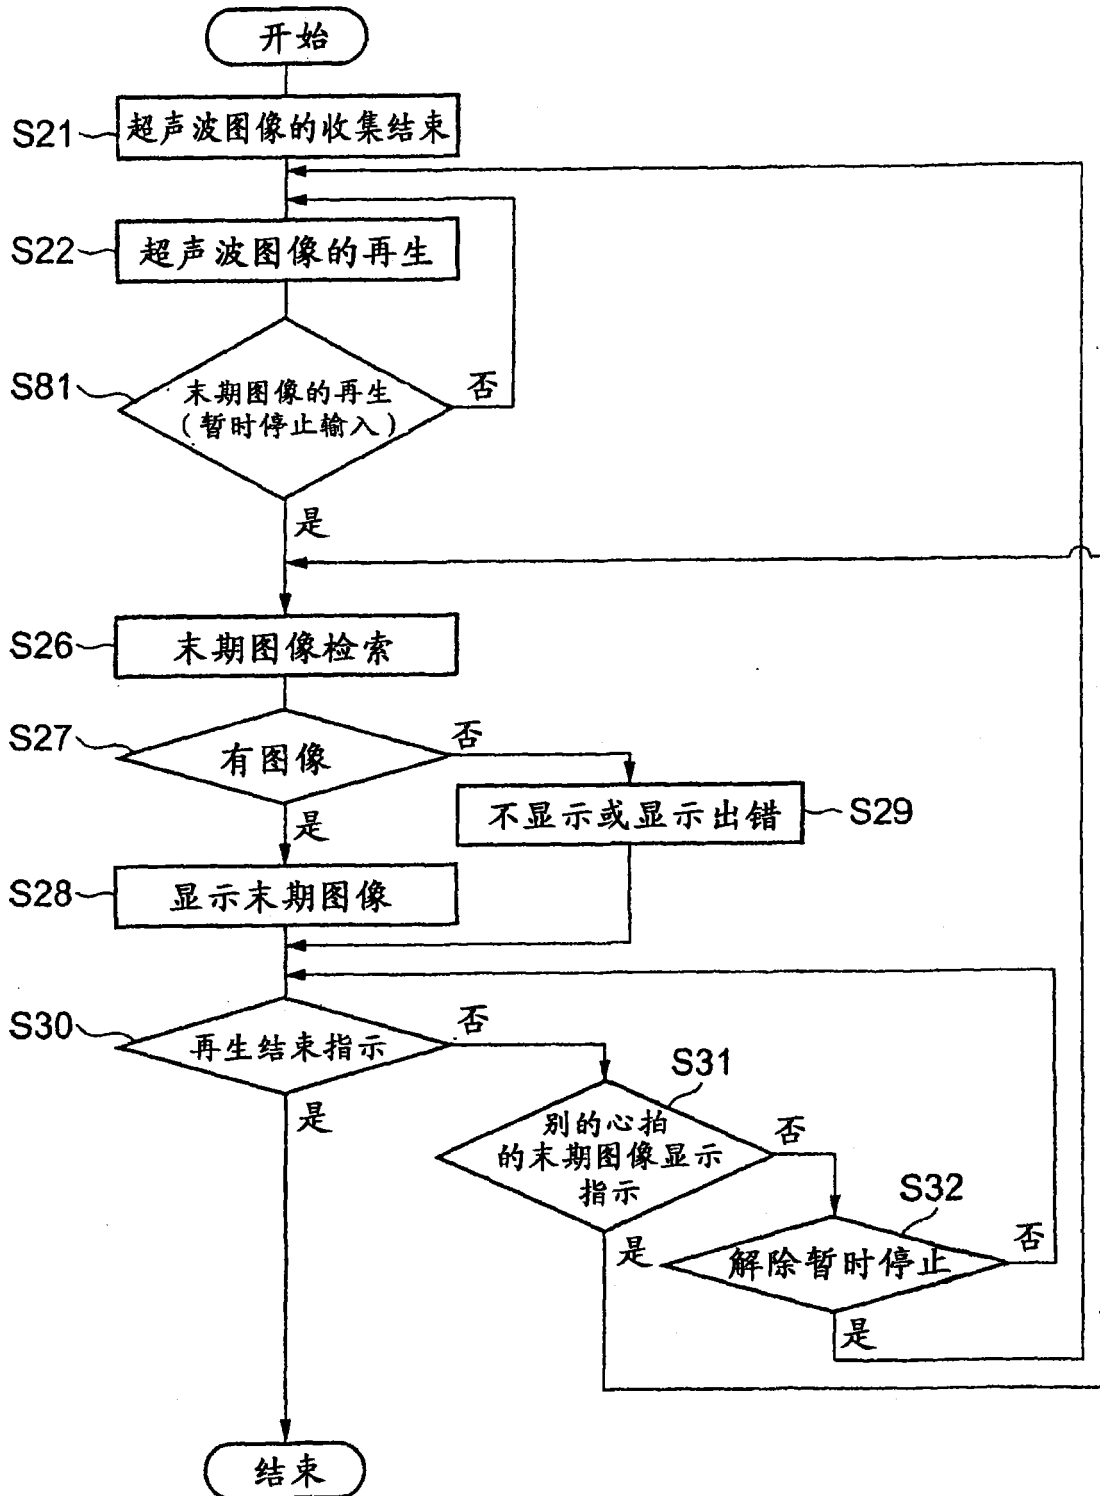 开始
S21
超声波图像的收集结束
S22
超声波图像的再生
S81
末期图像的再生
(暂时停止输入)
否
是
S26
末期图像检索
S27
有图像
否
是
不显示或显示出错
S29
S28
显示末期图像
S30
再生结束指示
否
是
S31
别的心拍
的末期图像显示
指示
否
是
S32
解除暂时停止
否
是
结束